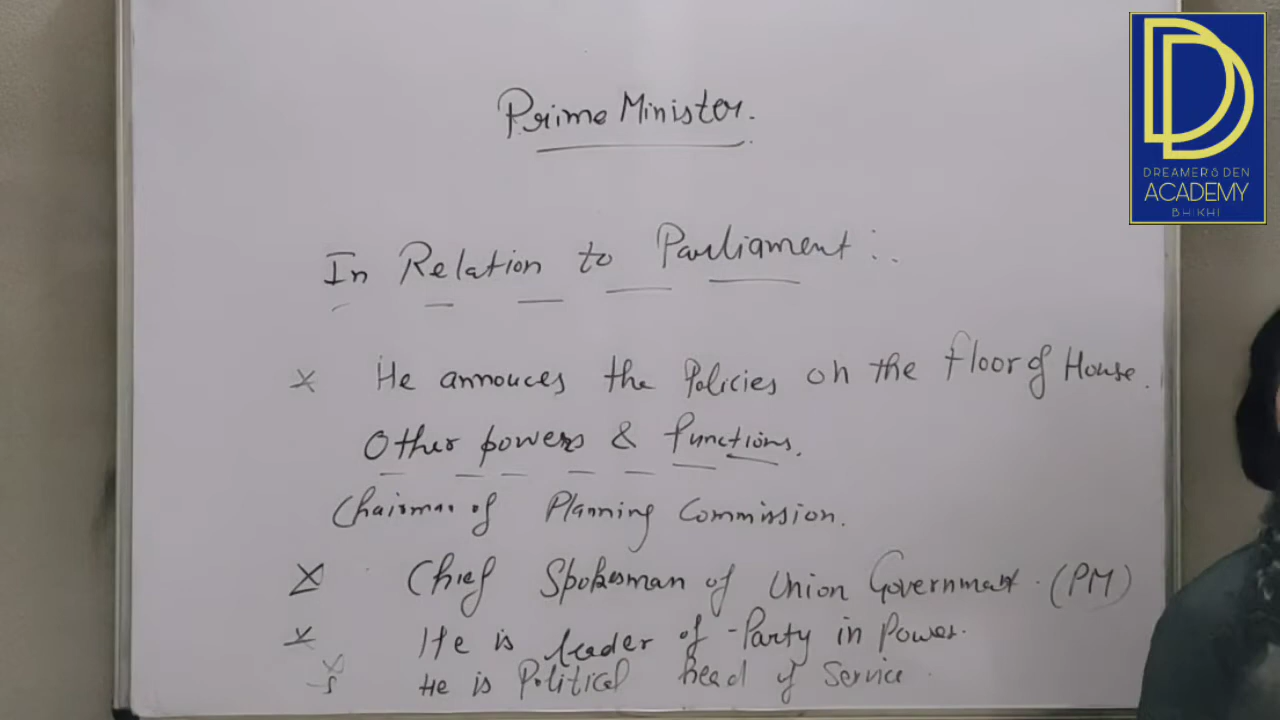 Prime Minister.
In Relation to Parliament :.
He annouces the Policies on the floor of House.
Other powers & functions.
Chairman of Planning Commission.
Chief Spokesman of Union Government. (PM)
He is leader of Party in Power.
He is Political head of Service.
DD
DREAMERS DEN
ACADEMY
BHIKHI